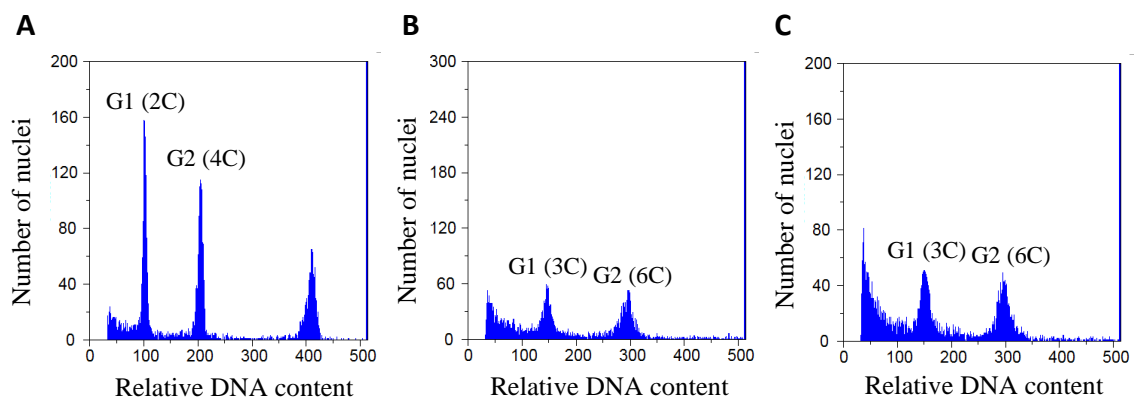 A
Number of nuclei
200
160
120
80
40
0
G1 (2C)
G2 (4C)
0 100 200 300 400 500
Relative DNA content
B
Number of nuclei
300
240
180
120
60
0
G1 (3C)
G2 (6C)
0 100 200 300 400 500
Relative DNA content
C
Number of nuclei
200
160
120
80
40
0
G1 (3C)
G2 (6C)
0 100 200 300 400 500
Relative DNA content